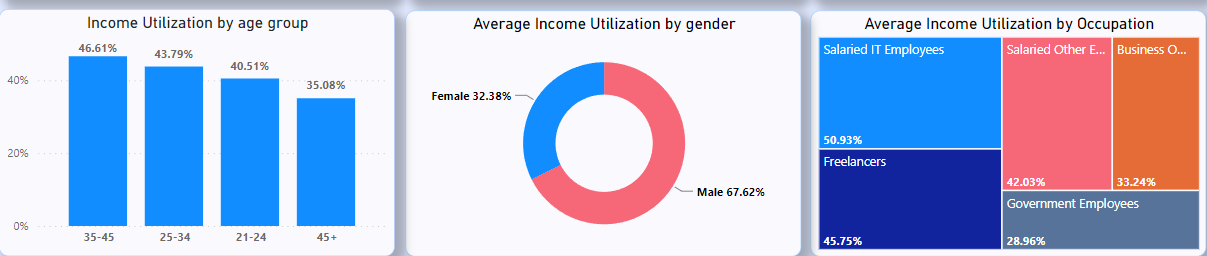 Income Utilization by age group
40%
20%
0%
46.61%
43.79%
40.51%
35.08%
35-45
25-34
21-24
45+
Average Income Utilization by gender
Female 32.38%
Male 67.62%
Average Income Utilization by Occupation
Salaried IT Employees
50.93%
Freelancers
45.75%
Salaried Other E...
42.03%
Business O...
33.24%
Government Employees
28.96%